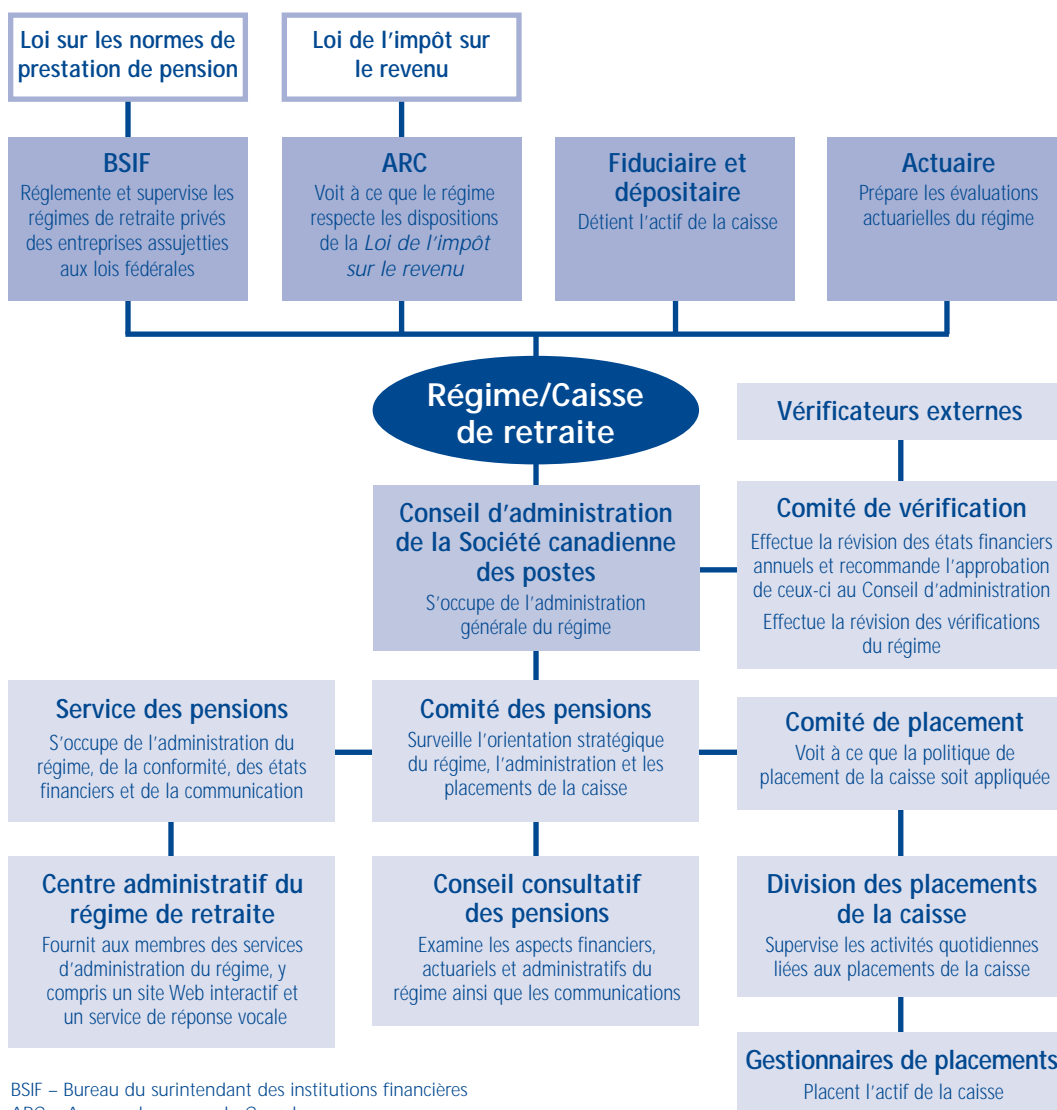 Loi sur les normes de
prestation de pension
Loi de l'impôt sur
le revenu
BSIF
Réglemente et supervise les
régimes de retraite privés
des entreprises assujetties
aux lois fédérales
ARC
Voit à ce que le régime
respecte les dispositions
de la Loi de l'impôt
sur le revenu
Fiduciaire et
dépositaire
Détient l'actif de la caisse
Actuaire
Prépare les évaluations
actuarielles du régime
Régime/Caisse
de retraite
Vérificateurs externes
Conseil d'administration
de la Société canadienne
des postes
S'occupe de l'administration
générale du régime
Comité de vérification
Effectue la révision des états financiers
annuels et recommande l'approbation
de ceux-ci au Conseil d'administration
Effectue la révision des vérifications
du régime
Service des pensions
S'occupe de l'administration du
régime, de la conformité, des états
financiers et de la communication
Comité des pensions
Surveille l'orientation stratégique
du régime, l'administration et les
placements de la caisse
Comité de placement
Voit à ce que la politique de
placement de la caisse soit appliquée
Centre administratif du
régime de retraite
Fournit aux membres des services
d'administration du régime, y
compris un site Web interactif et
un service de réponse vocale
Conseil consultatif
des pensions
Examine les aspects financiers,
actuariels et administratifs du
régime ainsi que les communications
Division des placements
de la caisse
Supervise les activités quotidiennes
liées aux placements de la caisse
Gestionnaires de placements
Placent l'actif de la caisse
BSIF – Bureau du surintendant des institutions financières